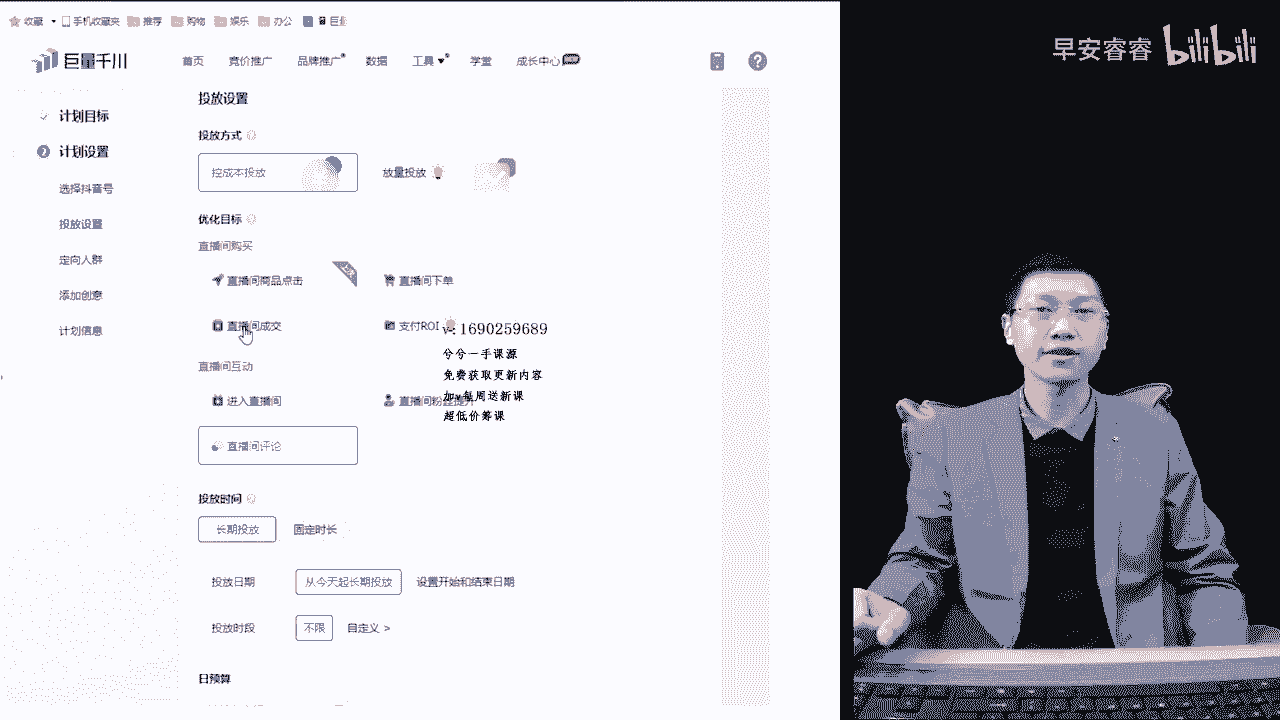 收藏 手机收藏夹 推荐 购物 娱乐 办公
巨量千川 首页 竞价推广 品牌推广 数据 工具 学堂 成长中心
早安睿睿 bilibili
计划目标
2 计划设置
选择抖音号
投放设置
定向人群
添加创意
计划信息
投放设置
投放方式
控成本投放 放量投放
优化目标
直播间购买
直播间商品点击 直播间下单
直播间成交 支付ROI
v:1690259689
兮兮一手课源
免费获取更新内容
加v每周送新课
超低价筹课
直播间互动
进入直播间 直播间粉丝提升
直播间评论
投放时间
长期投放 固定时长
投放日期 从今天起长期投放 设置开始和结束日期
投放时段 不限 自定义 >
日预算